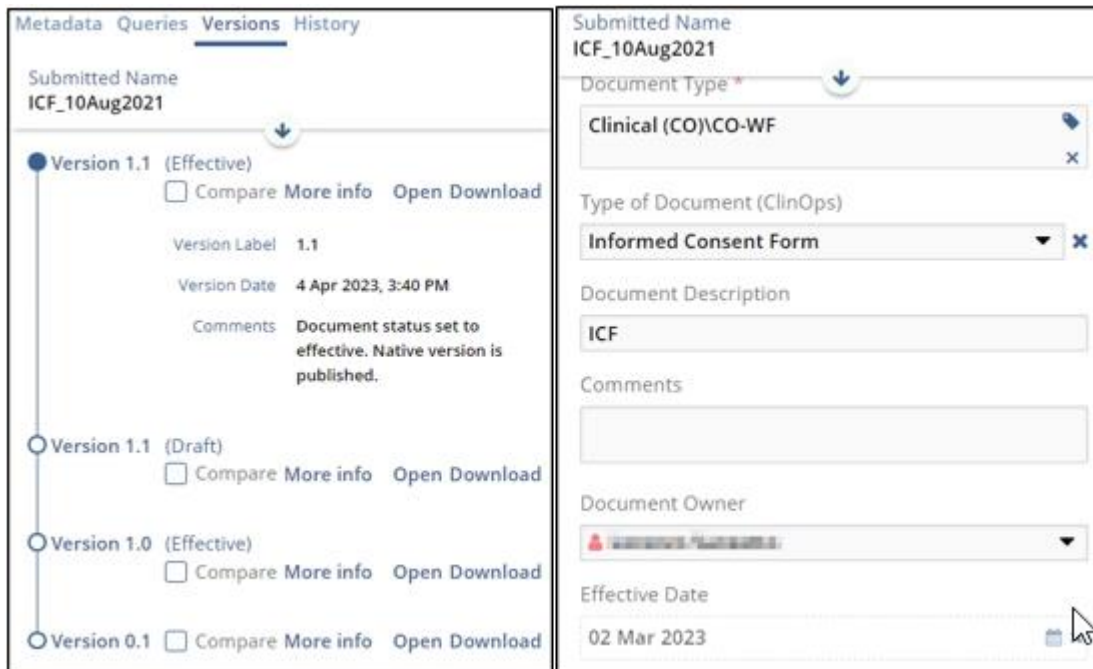 Metadata Queries Versions History
Submitted Name
ICF_10Aug2021
Version 1.1 (Effective)
Compare More info Open Download
Version Label 1.1
Version Date 4 Apr 2023, 3:40 PM
Comments Document status set to
effective. Native version is
published.
Version 1.1 (Draft)
Compare More info Open Download
Version 1.0 (Effective)
Compare More info Open Download
Version 0.1 Compare More info Open Download
Submitted Name
ICF_10Aug2021
Document Type *
Clinical (CO)\CO-WF
Type of Document (ClinOps)
Informed Consent Form
Document Description
ICF
Comments
Document Owner
Effective Date
02 Mar 2023